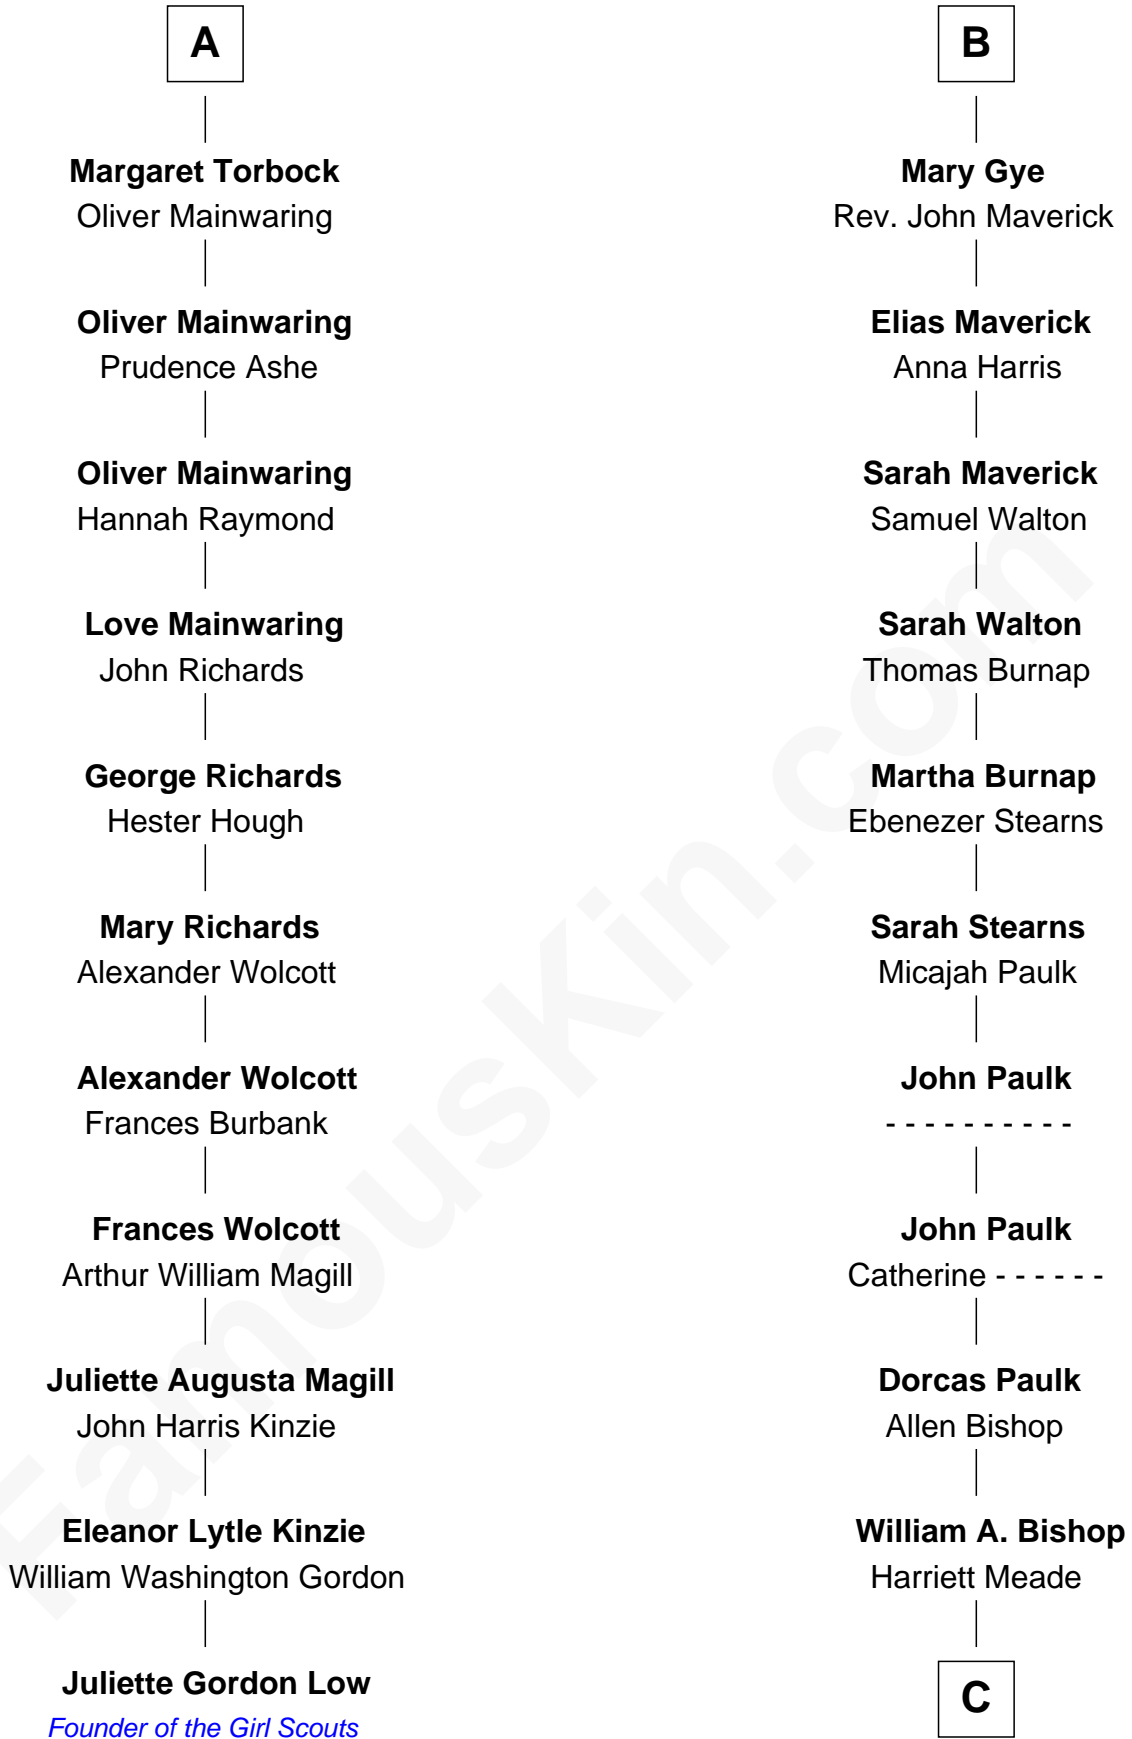 A
Margaret Torbock
Oliver Mainwaring
Oliver Mainwaring
Prudence Ashe
Oliver Mainwaring
Hannah Raymond
Love Mainwaring
John Richards
George Richards
Hester Hough
Mary Richards
Alexander Wolcott
Alexander Wolcott
Frances Burbank
Frances Wolcott
Arthur William Magill
Juliette Augusta Magill
John Harris Kinzie
Eleanor Lytle Kinzie
William Washington Gordon
Juliette Gordon Low
Founder of the Girl Scouts
B
Mary Gye
Rev. John Maverick
Elias Maverick
Anna Harris
Sarah Maverick
Samuel Walton
Sarah Walton
Thomas Burnap
Martha Burnap
Ebenezer Stearns
Sarah Stearns
Micajah Paulk
John Paulk
- - - - - - - - - -
John Paulk
Catherine - - - - - -
Dorcas Paulk
Allen Bishop
William A. Bishop
Harriett Meade
C
FamousKin.com